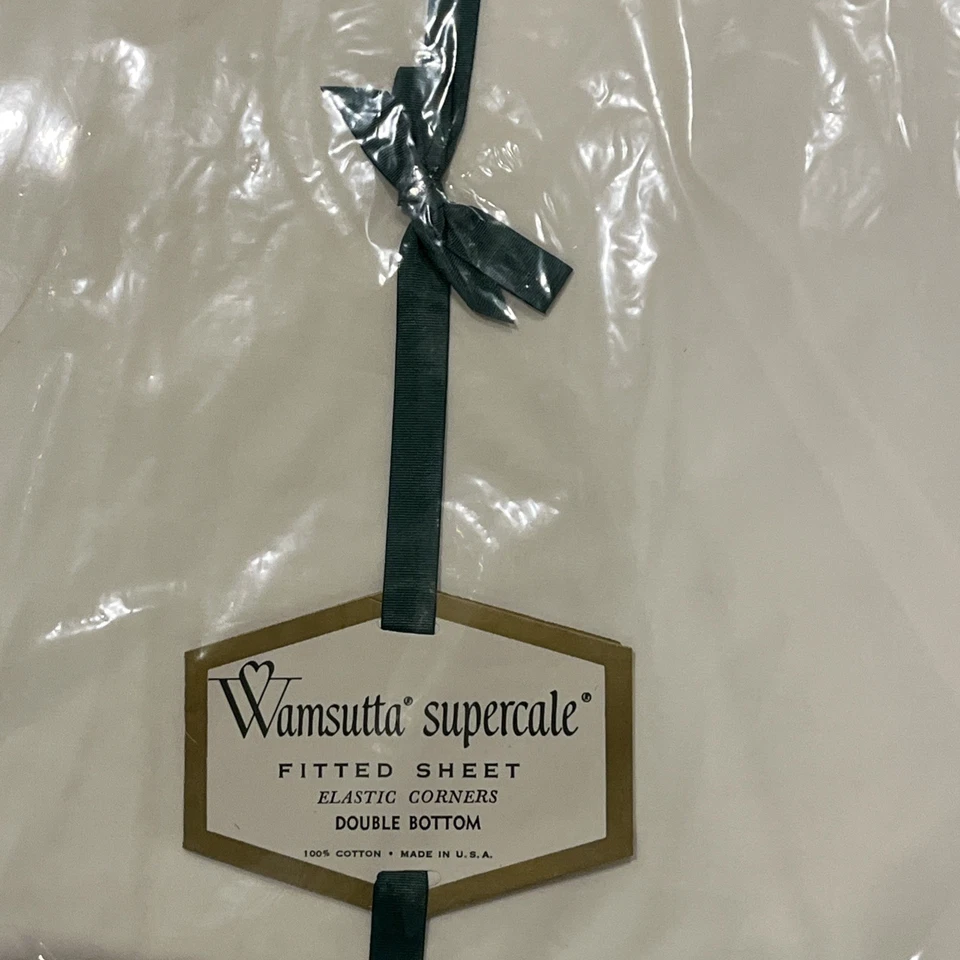 Wamsutta® supercale®
FITTED SHEET
ELASTIC CORNERS
DOUBLE BOTTOM
100% COTTON • MADE IN U.S.A.